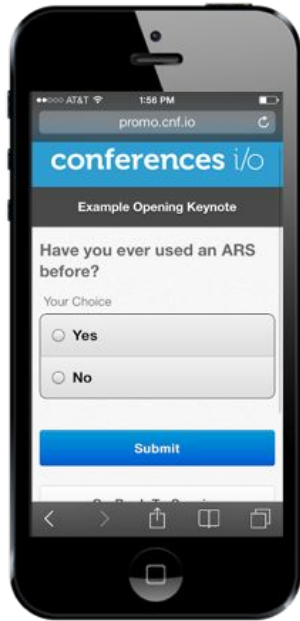 AT&T 1:56 PM
promo.cnf.io
conferences i/o
Example Opening Keynote
Have you ever used an ARS
before?
Your Choice
Yes
No
Submit